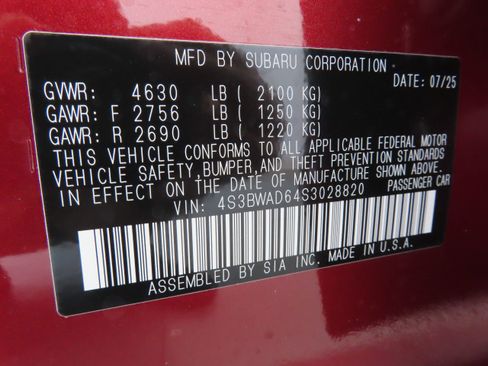 MFD BY SUBARU CORPORATION
DATE: 07/25
GVWR: 4630 LB ( 2100 KG)
GAWR: F 2756 LB ( 1250 KG)
GAWR: R 2690 LB ( 1220 KG)
THIS VEHICLE CONFORMS TO ALL APPLICABLE FEDERAL MOTOR
VEHICLE SAFETY,BUMPER,AND THEFT PREVENTION STANDARDS
IN EFFECT ON THE DATE OF MANUFACTURE SHOWN ABOVE.
VIN: 4S3BWAD64S3028820 PASSENGER CAR
ASSEMBLED BY SIA INC. MADE IN U.S.A.